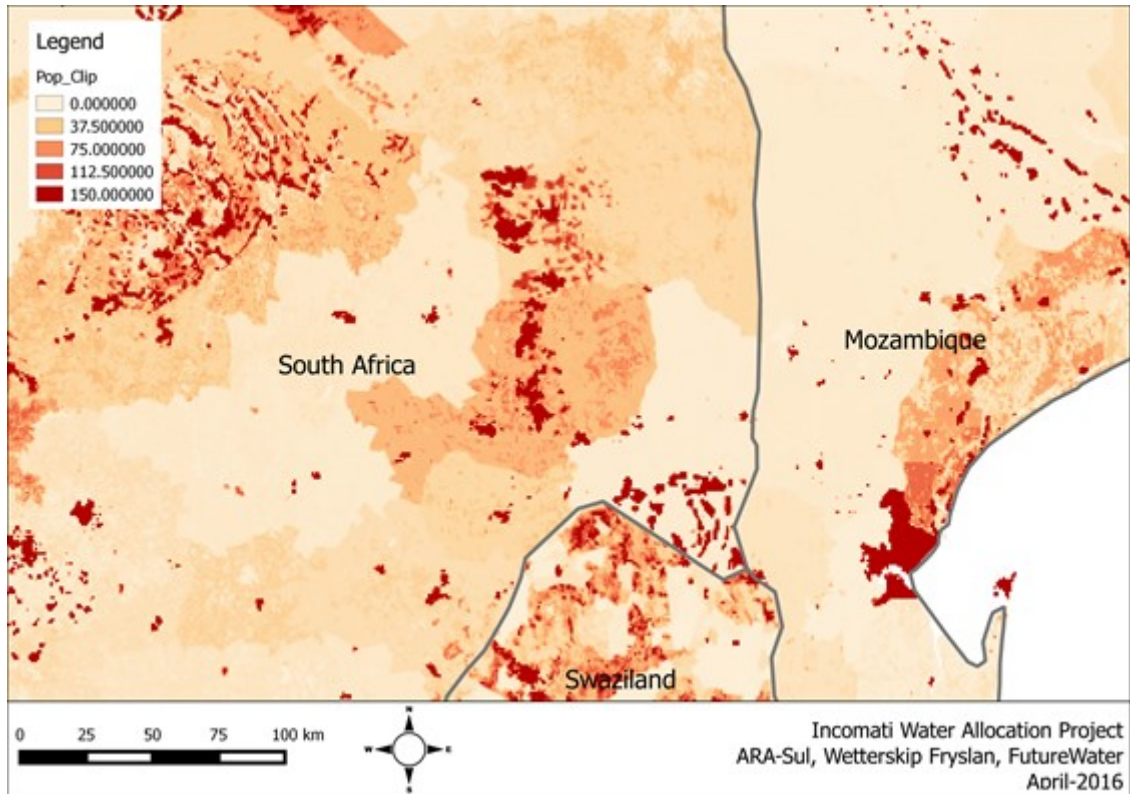 Legend
Pop_Clip
0.000000
37.500000
75.000000
112.500000
150.000000
South Africa
Mozambique
Swaziland
0 25 50 75 100 km
N
W E
S
Incomati Water Allocation Project
ARA-Sul, Wetterskip Fryslan, FutureWater
April-2016